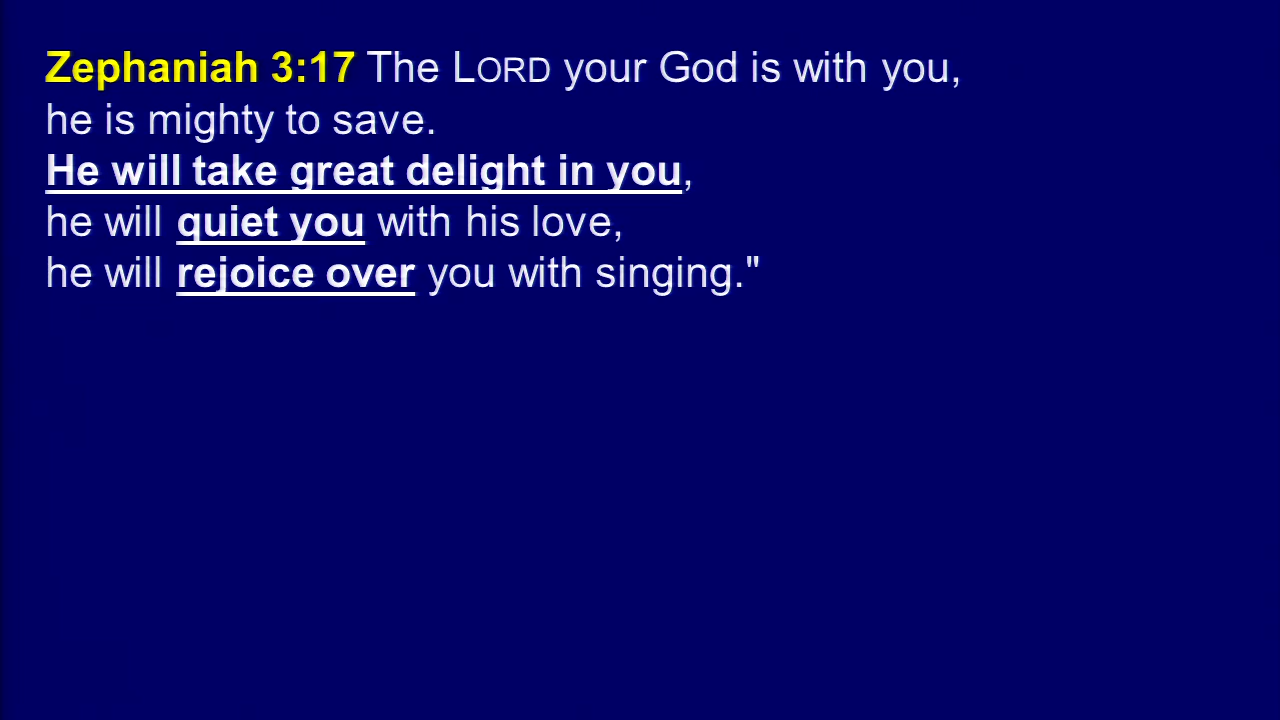 Zephaniah 3:17 The LORD your God is with you,
he is mighty to save.
He will take great delight in you,
he will quiet you with his love,
he will rejoice over you with singing."